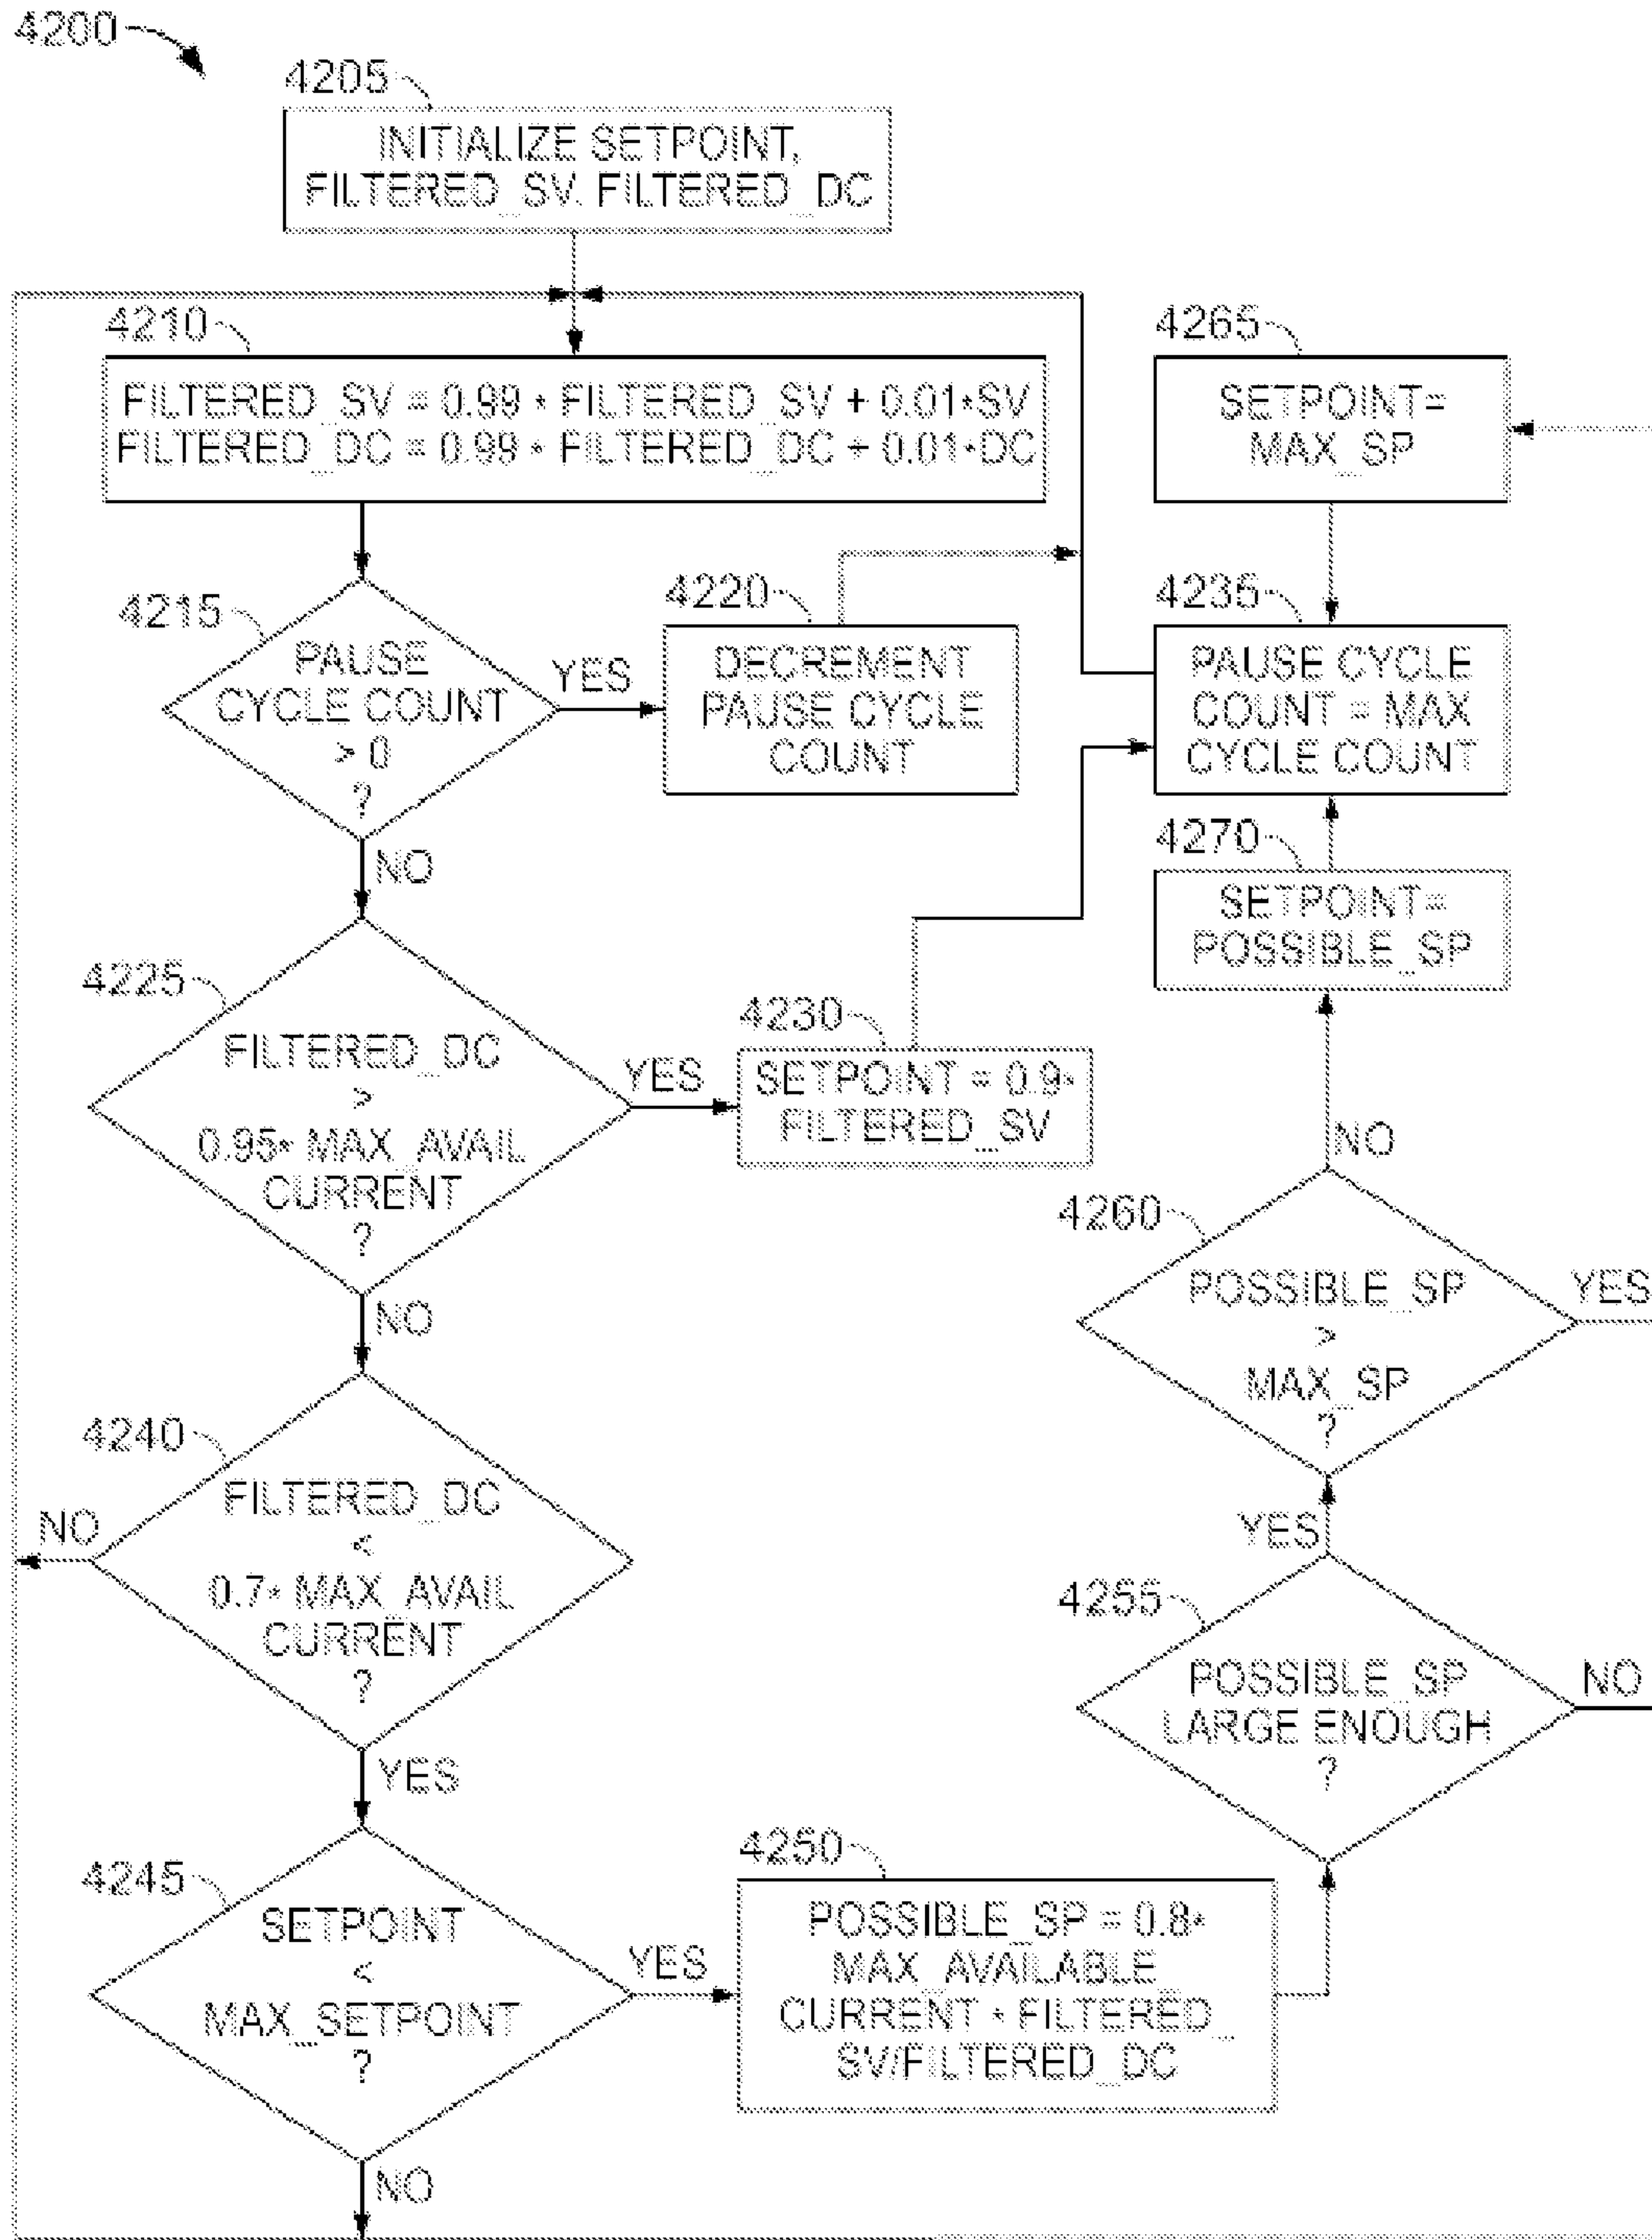 4200
4205
INITIALIZE SETPOINT,
FILTERED_SV. FILTERED_DC
4210
FILTERED_SV = 0.99 * FILTERED_SV + 0.01*SV
FILTERED_DC = 0.99 * FILTERED_DC + 0.01*DC
4265
SETPOINT=
MAX_SP
4215
PAUSE
CYCLE COUNT
> 0
?
YES
NO
4220
DECREMENT
PAUSE CYCLE
COUNT
4235
PAUSE CYCLE
COUNT = MAX
CYCLE COUNT
4270
SETPOINT=
POSSIBLE_SP
4225
FILTERED_DC
>
0.95* MAX_AVAIL
CURRENT
?
YES
NO
4230
SETPOINT = 0.9*
FILTERED_SV
NO
4260
POSSIBLE_SP
>
MAX_SP
?
YES
4240
FILTERED_DC
<
0.7* MAX_AVAIL
CURRENT
?
NO
YES
YES
4255
POSSIBLE_SP
LARGE ENOUGH
?
NO
4245
SETPOINT
<
MAX_SETPOINT
?
YES
NO
4250
POSSIBLE_SP = 0.8*
MAX_AVAILABLE_
CURRENT * FILTERED_
SV/FILTERED_DC